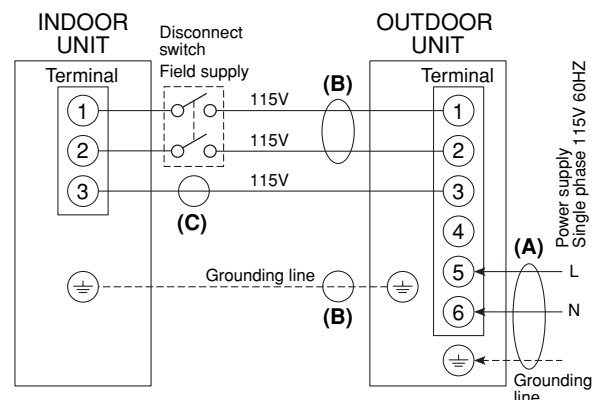 INDOOR
UNIT
OUTDOOR
UNIT
Disconnect
switch
Field supply
Terminal
Terminal
(B)
1
115V
1
2
115V
2
3
115V
3
(C)
4
(A)
5
L
6
N
Grounding line
(B)
Grounding
line
Power supply
Single phase 115V 60HZ